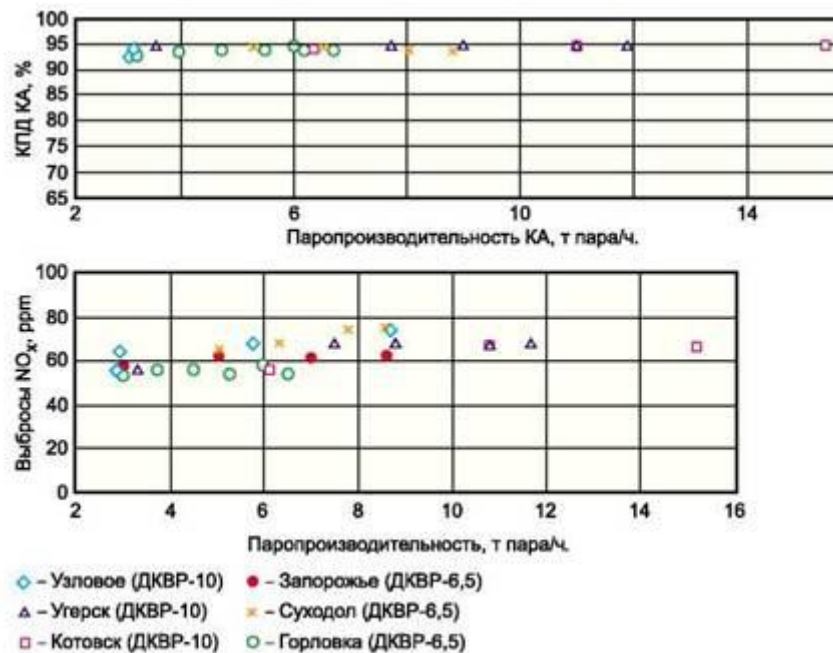 100
95
90
85
80
75
70
65
КПД КА, %
2 6 10 14
Паропроизводительность КА, т пара/ч.
100
80
60
40
20
0
Выбросы NOx, ppm
2 4 6 8 10 12 14 16
Паропроизводительность, т пара/ч.
– Узловое (ДКВР-10) – Запорожье (ДКВР-6,5)
– Угерск (ДКВР-10) – Суходол (ДКВР-6,5)
– Котовск (ДКВР-10) – Горловка (ДКВР-6,5)